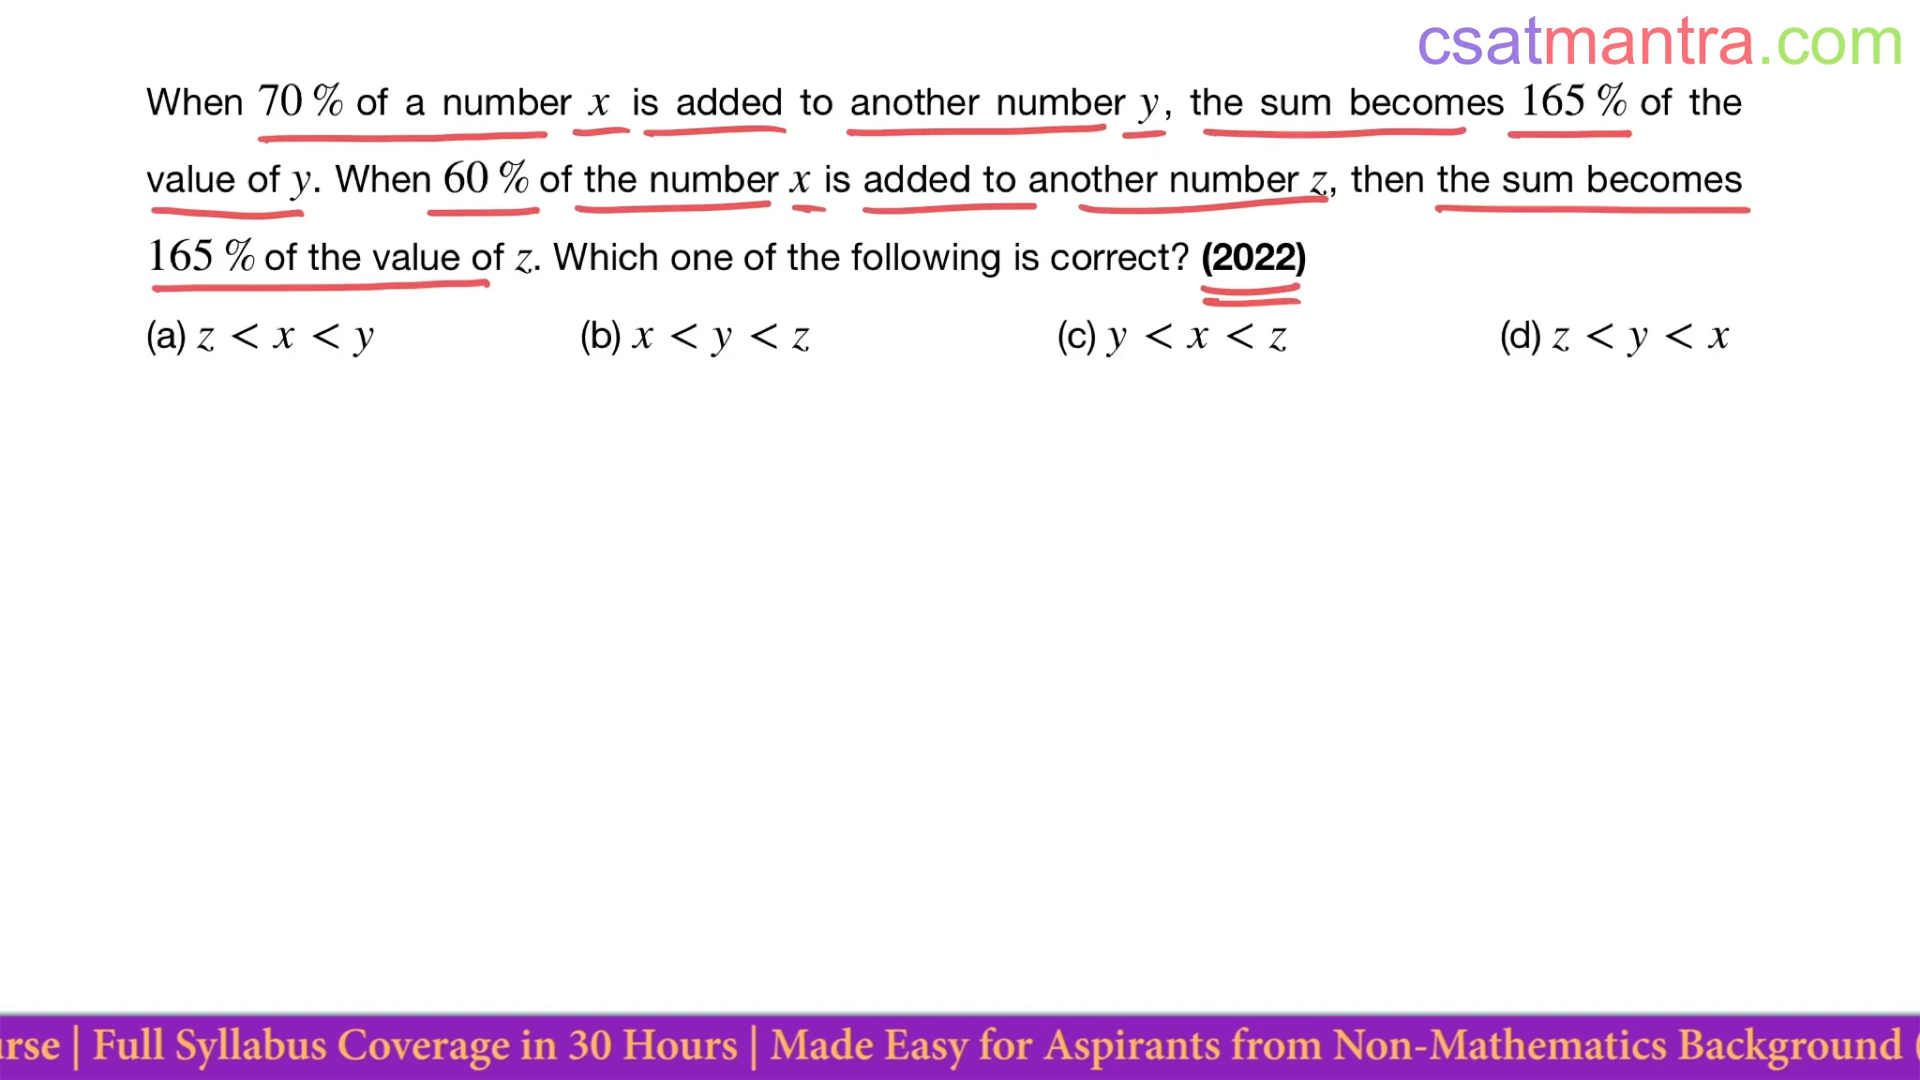 csatmantra.com
When 70 % of a number x is added to another number y, the sum becomes 165 % of the
value of y. When 60 % of the number x is added to another number z, then the sum becomes
165 % of the value of z. Which one of the following is correct? (2022)
(a) z < x < y (b) x < y < z (c) y < x < z (d) z < y < x
| Full Syllabus Coverage in 30 Hours | Made Easy for Aspirants from Non-Mathematics Background